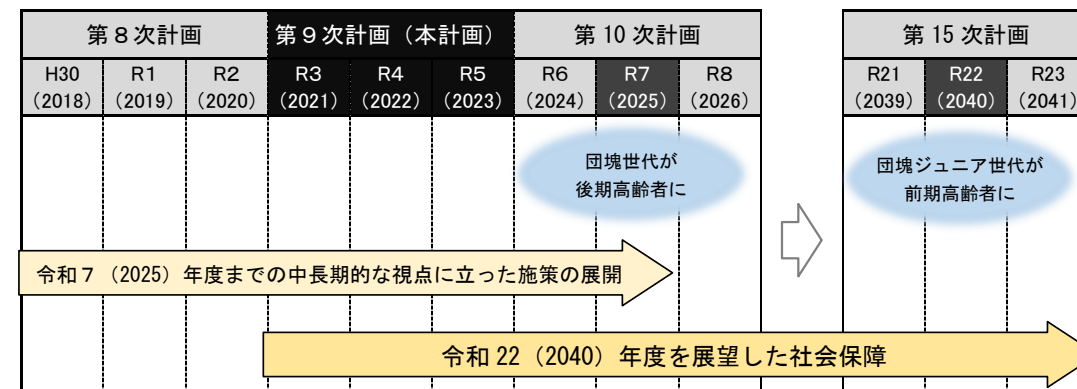 第８次計画
第９次計画（本計画）
第 10 次計画
第 15 次計画
H30 R1 R2 R3 R4 R5 R6 R7 R8 R21 R22 R23
（2018）（2019）（2020）（2021）（2022）（2023）（2024）（2025）（2026）（2039）（2040）（2041）
団塊世代が
後期高齢者に
団塊ジュニア世代が
前期高齢者に
令和７（2025）年度までの中長期的な視点に立った施策の展開
令和 22（2040）年度を展望した社会保障